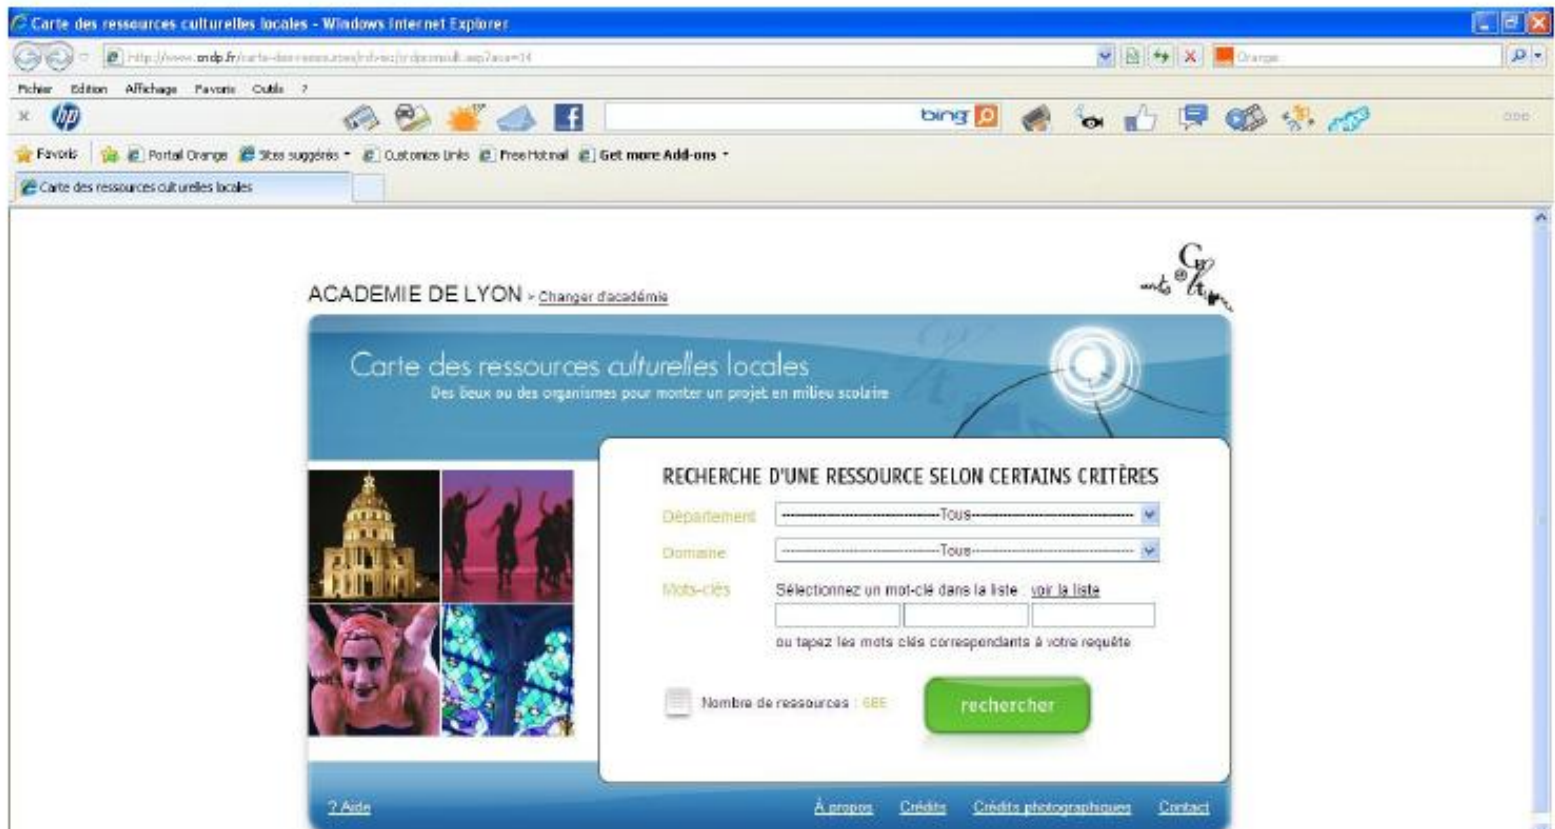 Carte des ressources culturelles locales - Windows Internet Explorer
Orange
Fichier Edition Affichage Favoris Outils ?
hp
bing
Favoris Portail Orange Sites suggérés Customize Links Free Hotmail Get more Add-ons
Carte des ressources culturelles locales
ACADEMIE DE LYON > Changer d'académie
Carte des ressources culturelles locales
Des lieux ou des organismes pour monter un projet en milieu scolaire
RECHERCHE D'UNE RESSOURCE SELON CERTAINS CRITÈRES
Département Tous
Domaine Tous
Mots-clés Sélectionnez un mot-clé dans la liste : voir la liste
ou tapez les mots clés correspondants à votre requête
Nombre de ressources :
rechercher
? Aide À propos Crédits Crédits photographiques Contact